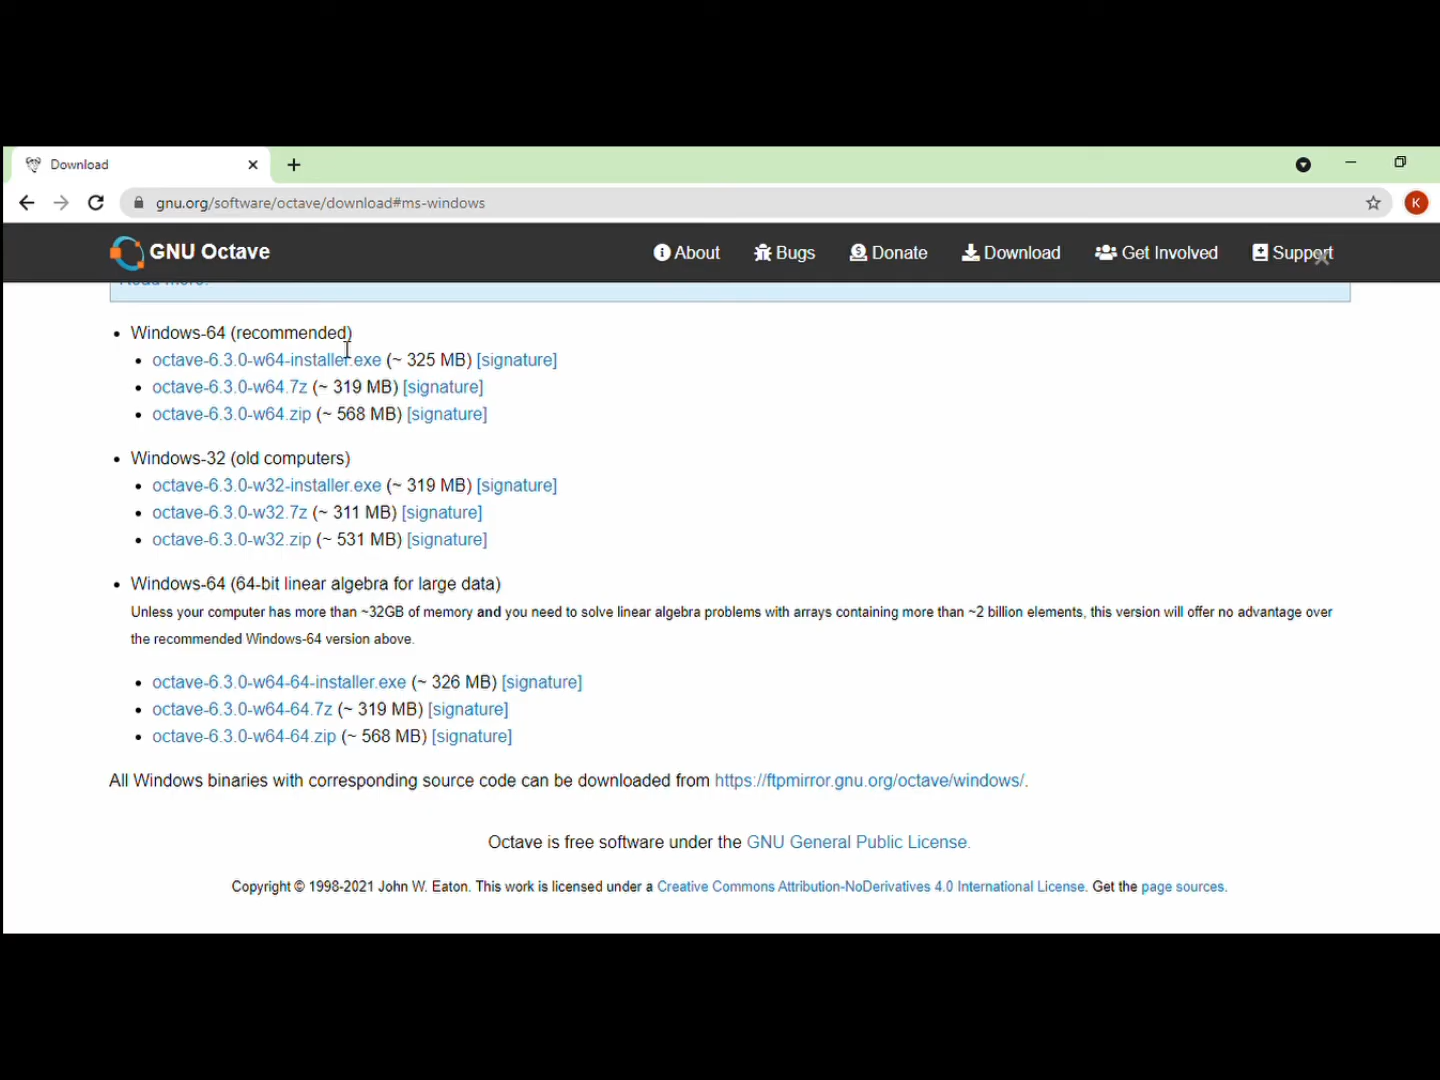 Download
gnu.org/software/octave/download#ms-windows
K
GNU Octave
About
Bugs
Donate
Download
Get Involved
Support
Read more.
Windows-64 (recommended)
octave-6.3.0-w64-installer.exe (~ 325 MB) [signature]
octave-6.3.0-w64.7z (~ 319 MB) [signature]
octave-6.3.0-w64.zip (~ 568 MB) [signature]
Windows-32 (old computers)
octave-6.3.0-w32-installer.exe (~ 319 MB) [signature]
octave-6.3.0-w32.7z (~ 311 MB) [signature]
octave-6.3.0-w32.zip (~ 531 MB) [signature]
Windows-64 (64-bit linear algebra for large data)
Unless your computer has more than ~32GB of memory and you need to solve linear algebra problems with arrays containing more than ~2 billion elements, this version will offer no advantage over
the recommended Windows-64 version above.
octave-6.3.0-w64-64-installer.exe (~ 326 MB) [signature]
octave-6.3.0-w64-64.7z (~ 319 MB) [signature]
octave-6.3.0-w64-64.zip (~ 568 MB) [signature]
All Windows binaries with corresponding source code can be downloaded from https://ftpmirror.gnu.org/octave/windows/.
Octave is free software under the GNU General Public License.
Copyright © 1998-2021 John W. Eaton. This work is licensed under a Creative Commons Attribution-NoDerivatives 4.0 International License. Get the page sources.